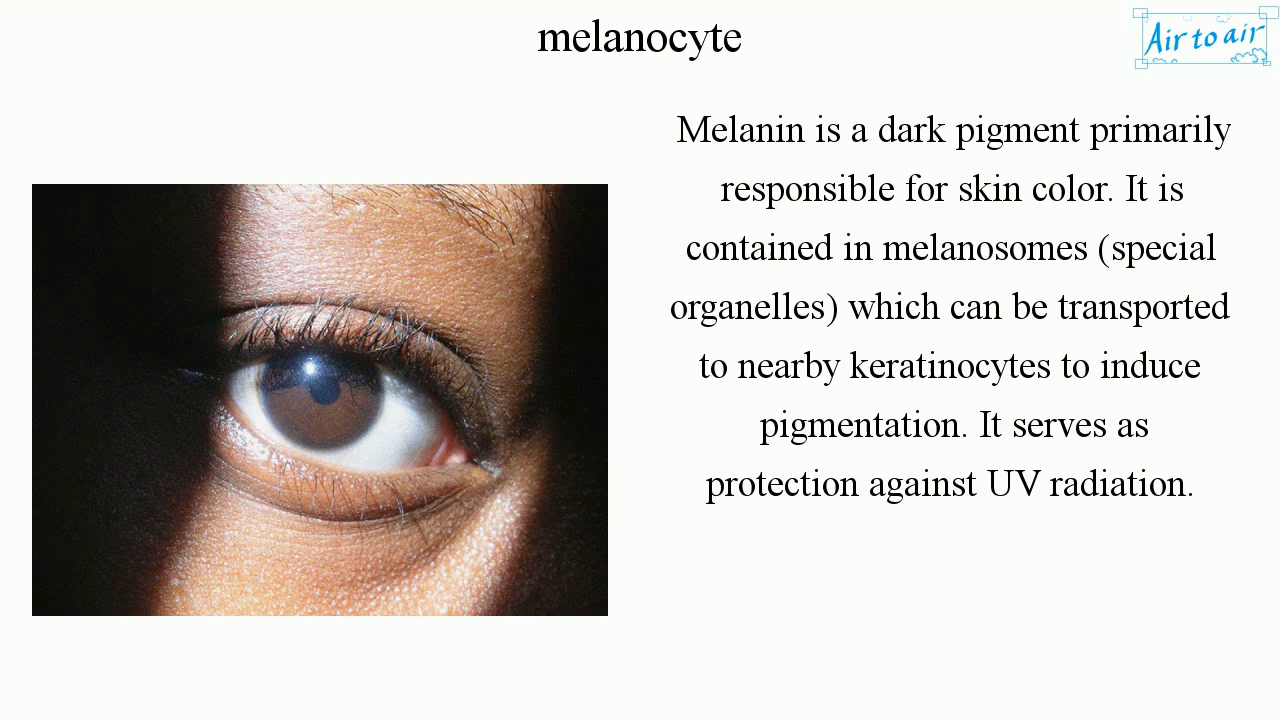 melanocyte
Air to air
Melanin is a dark pigment primarily
responsible for skin color. It is
contained in melanosomes (special
organelles) which can be transported
to nearby keratinocytes to induce
pigmentation. It serves as
protection against UV radiation.